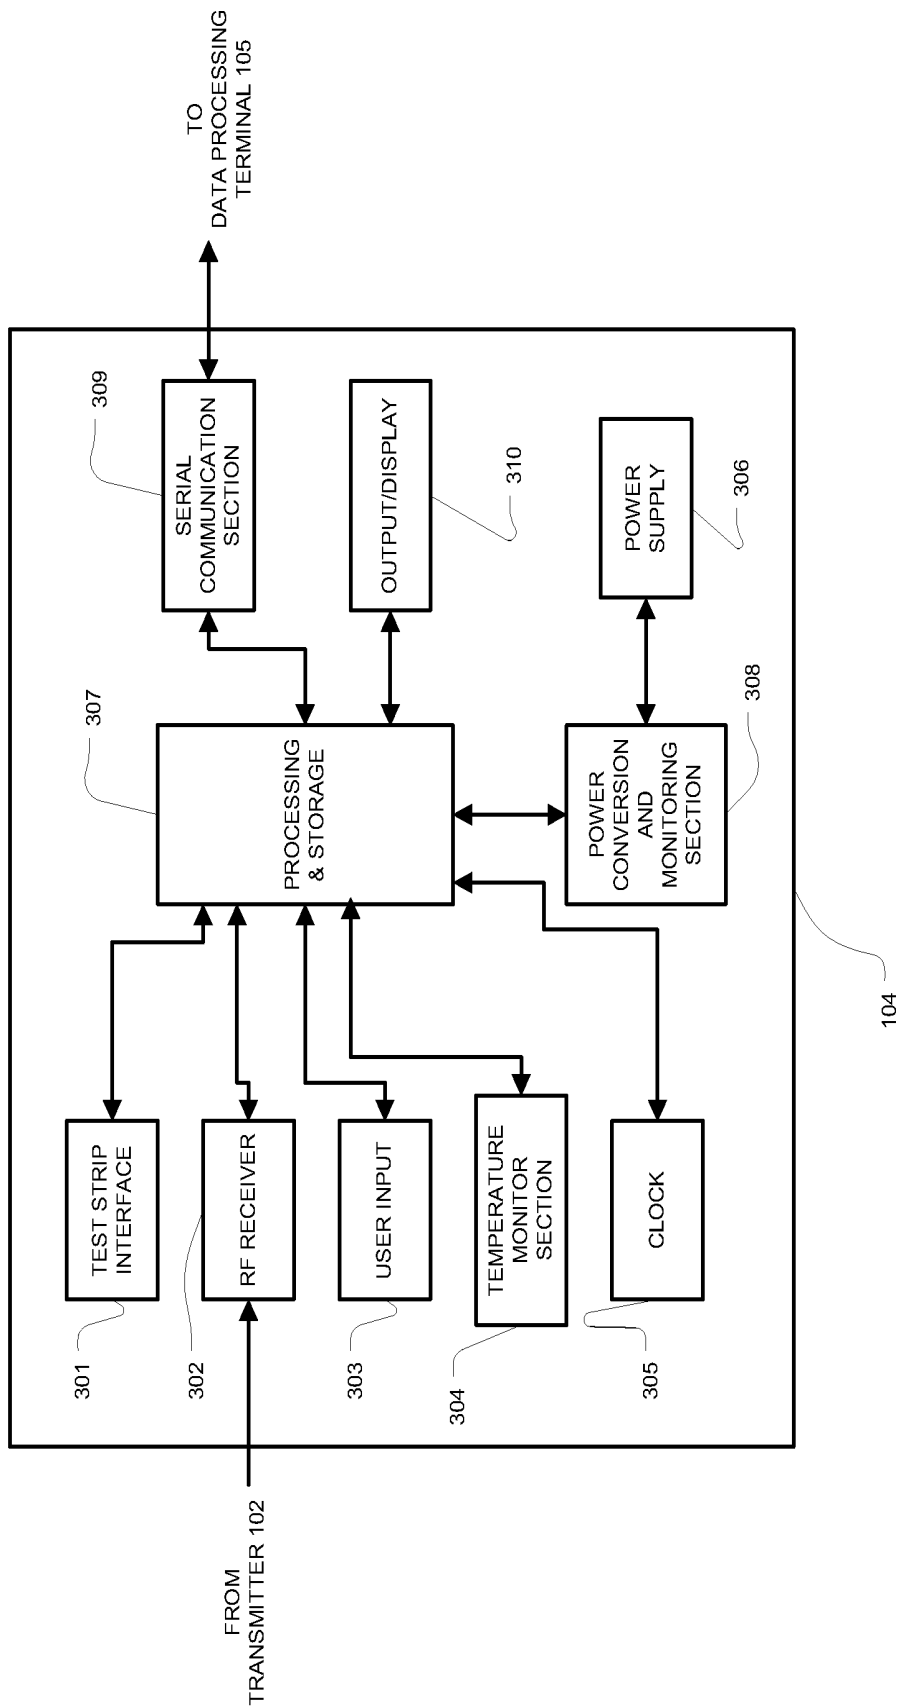 FROM
TRANSMITTER 102
301
TEST STRIP
INTERFACE
302
RF RECEIVER
303
USER INPUT
304
TEMPERATURE
MONITOR
SECTION
305
CLOCK
307
PROCESSING
& STORAGE
308
POWER
CONVERSION
AND
MONITORING
SECTION
309
SERIAL
COMMUNICATION
SECTION
310
OUTPUT/DISPLAY
306
POWER
SUPPLY
104
TO
DATA PROCESSING
TERMINAL 105